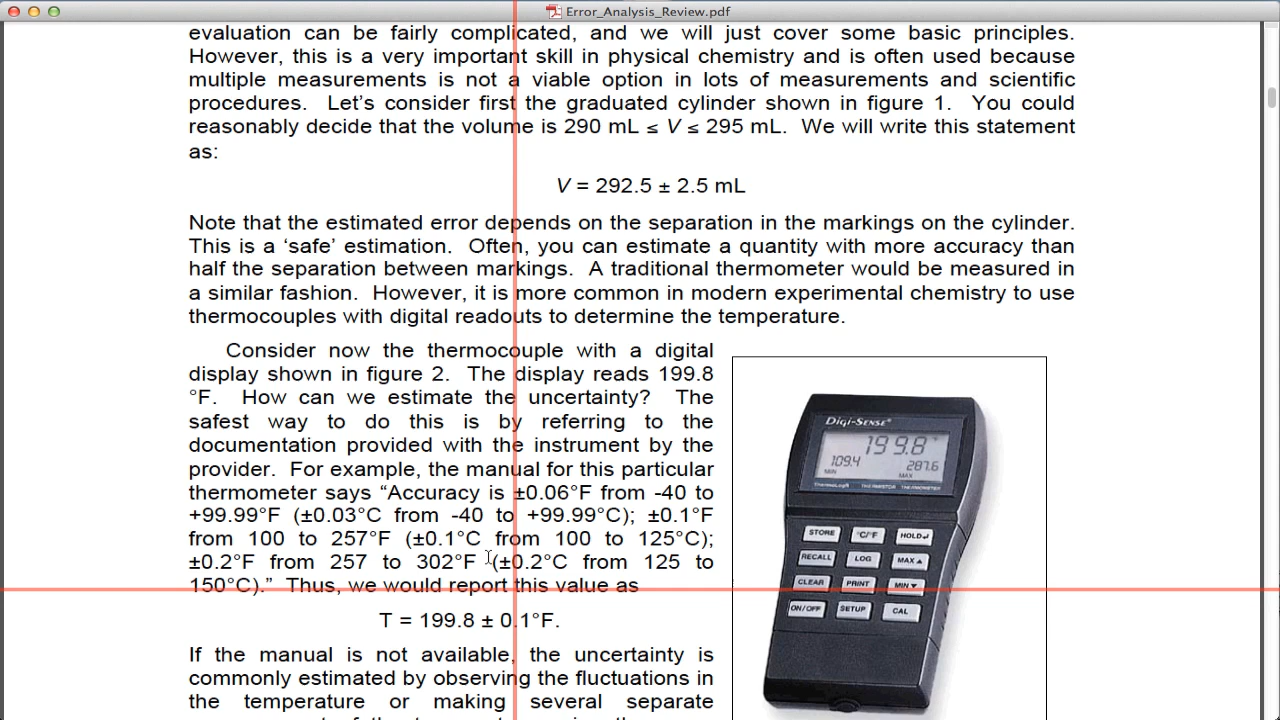 Error_Analysis_Review.pdf
evaluation can be fairly complicated, and we will just cover some basic principles.
However, this is a very important skill in physical chemistry and is often used because
multiple measurements is not a viable option in lots of measurements and scientific
procedures. Let's consider first the graduated cylinder shown in figure 1. You could
reasonably decide that the volume is 290 mL ≤ V ≤ 295 mL. We will write this statement
as:
V = 292.5 ± 2.5 mL
Note that the estimated error depends on the separation in the markings on the cylinder.
This is a 'safe' estimation. Often, you can estimate a quantity with more accuracy than
half the separation between markings. A traditional thermometer would be measured in
a similar fashion. However, it is more common in modern experimental chemistry to use
thermocouples with digital readouts to determine the temperature.
Consider now the thermocouple with a digital
display shown in figure 2. The display reads 199.8
°F. How can we estimate the uncertainty? The
safest way to do this is by referring to the
documentation provided with the instrument by the
provider. For example, the manual for this particular
thermometer says "Accuracy is ±0.06°F from -40 to
+99.99°F (±0.03°C from -40 to +99.99°C); ±0.1°F
from 100 to 257°F (±0.1°C from 100 to 125°C);
±0.2°F from 257 to 302°F (±0.2°C from 125 to
150°C)." Thus, we would report this value as
T = 199.8 ± 0.1°F.
If the manual is not available, the uncertainty is
commonly estimated by observing the fluctuations in
the temperature or making several separate
Digi-Sense®
199.8°
109.4 287.6
MIN MAX
ThermoLogR THERMISTOR THERMOMETER
STORE °C/°F HOLD↵
RECALL LOG MAX▲
CLEAR PRINT MIN▼
ON/OFF SETUP CAL